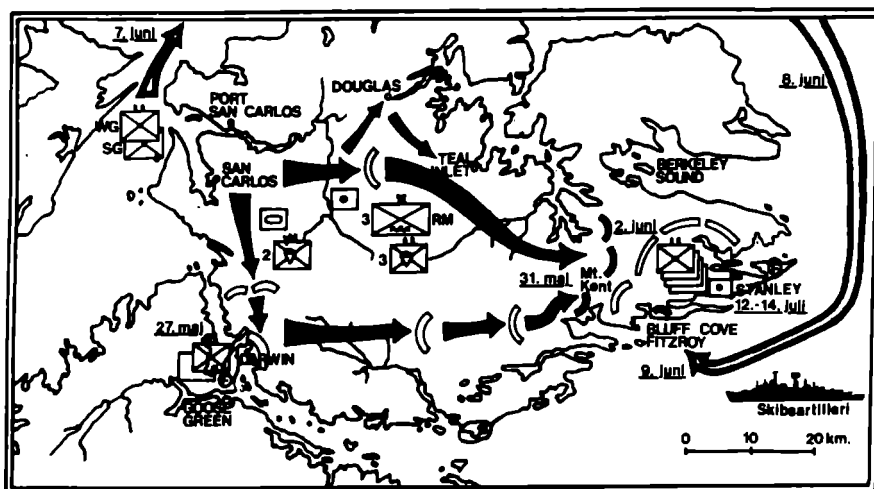 7. juni
8. juni
DOUGLAS
PORT
SAN CARLOS
WG
SG
TEAL
INLET
SAN
CARLOS
BERKELEY
SOUND
3
RM
2. juni
2
3
31. mai
Mt.
Kent
STANLEY
12.-14. juli
27 mai
DARWIN
BLUFF COVE
FITZROY
9. juni
GOOSE
GREEN
Skibsartilleri
0 10 20 km.